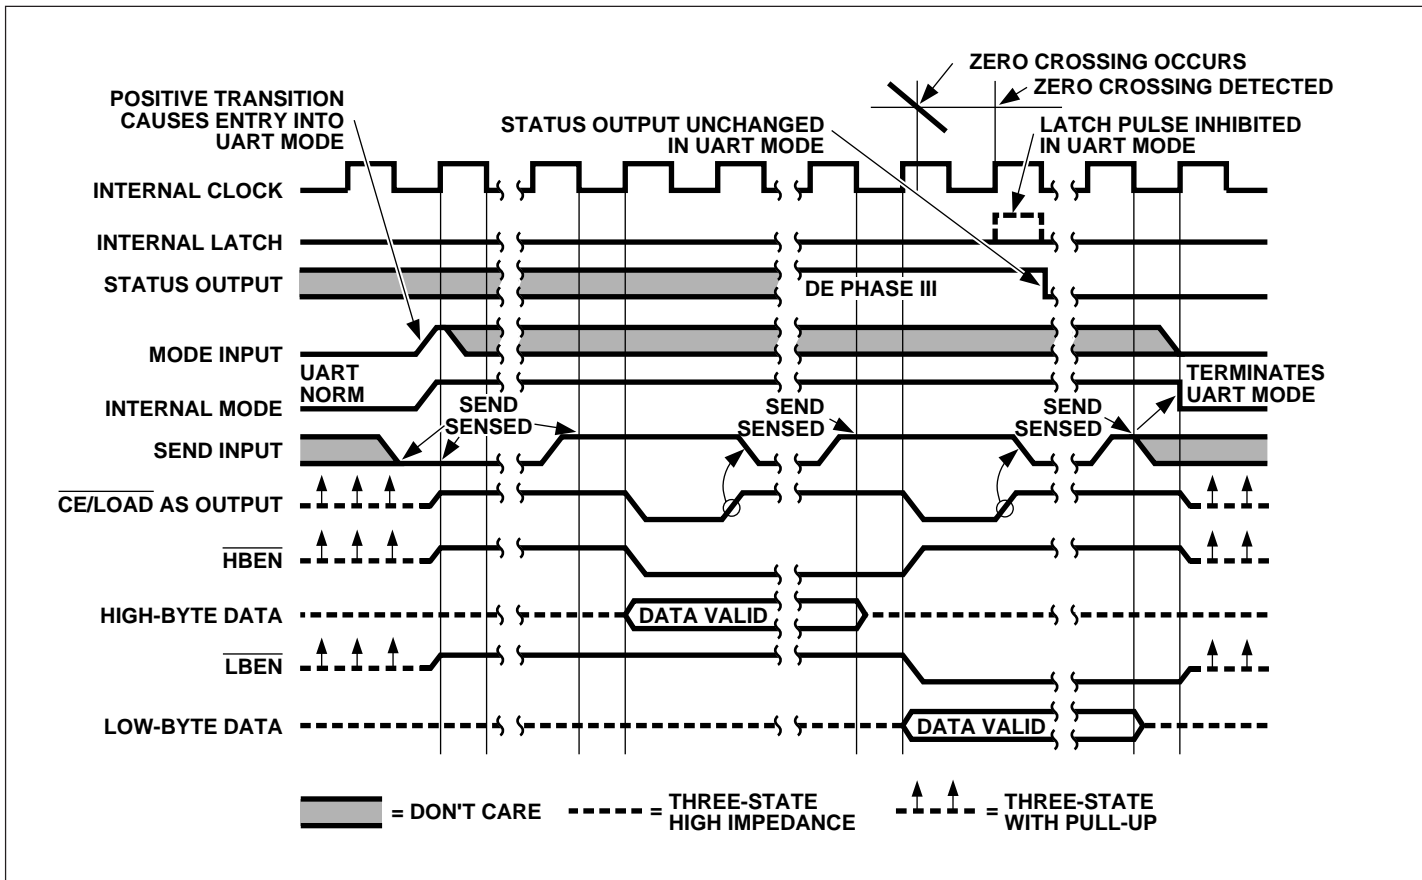 ZERO CROSSING OCCURS
ZERO CROSSING DETECTED
POSITIVE TRANSITION
CAUSES ENTRY INTO
UART MODE
STATUS OUTPUT UNCHANGED
IN UART MODE
LATCH PULSE INHIBITED
IN UART MODE
INTERNAL CLOCK
INTERNAL LATCH
STATUS OUTPUT
DE PHASE III
MODE INPUT
UART
NORM
TERMINATES
UART MODE
INTERNAL MODE
SEND
SENSED
SEND
SENSED
SEND
SENSED
SEND INPUT
CE/LOAD AS OUTPUT
HBEN
HIGH-BYTE DATA
DATA VALID
LBEN
LOW-BYTE DATA
DATA VALID
= DON'T CARE
= THREE-STATE
HIGH IMPEDANCE
= THREE-STATE
WITH PULL-UP